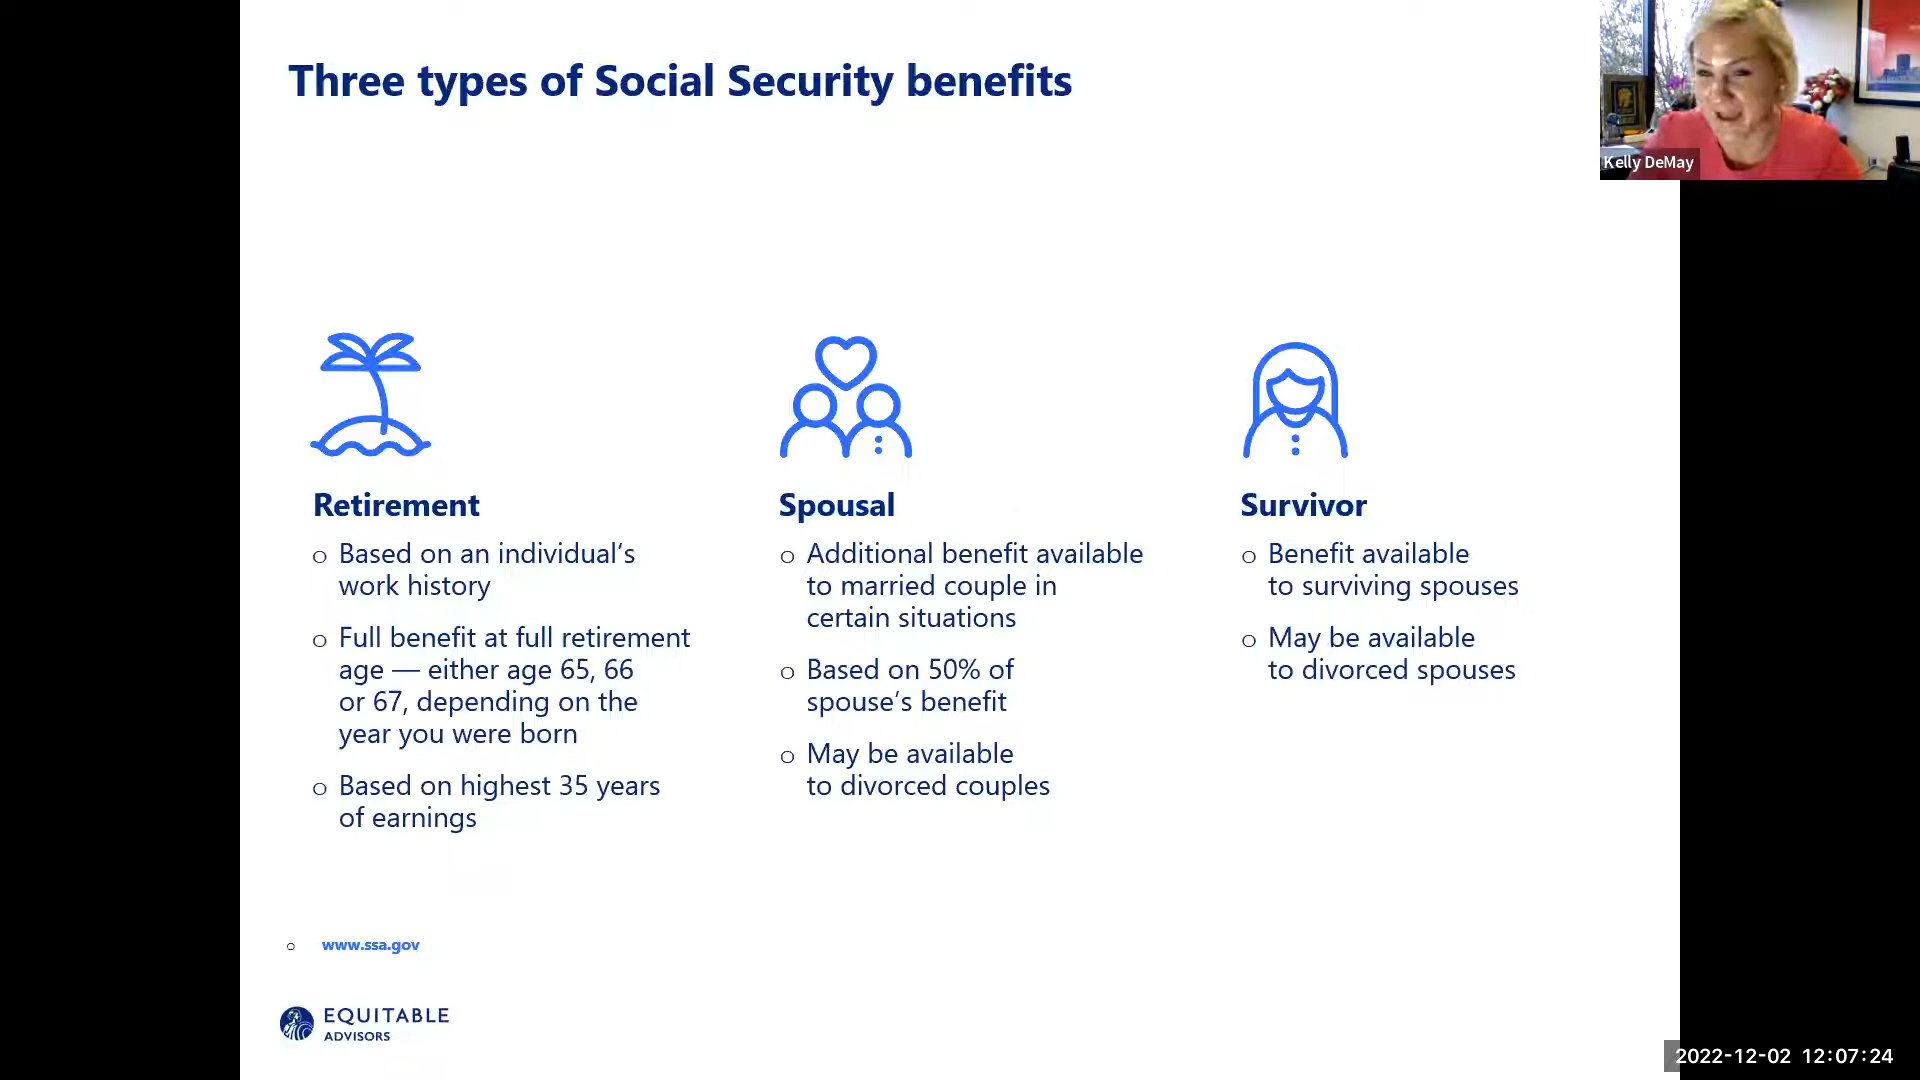 Three types of Social Security benefits
Kelly DeMay
Retirement
o Based on an individual‘s
work history
o Full benefit at full retirement
age — either age 65, 66
or 67, depending on the
year you were born
o Based on highest 35 years
of earnings
Spousal
o Additional benefit available
to married couple in
certain situations
o Based on 50% of
spouse’s benefit
o May be available
to divorced couples
Survivor
o Benefit available
to surviving spouses
o May be available
to divorced spouses
o www.ssa.gov
EQUITABLE
ADVISORS
2022-12-02 12:07:24